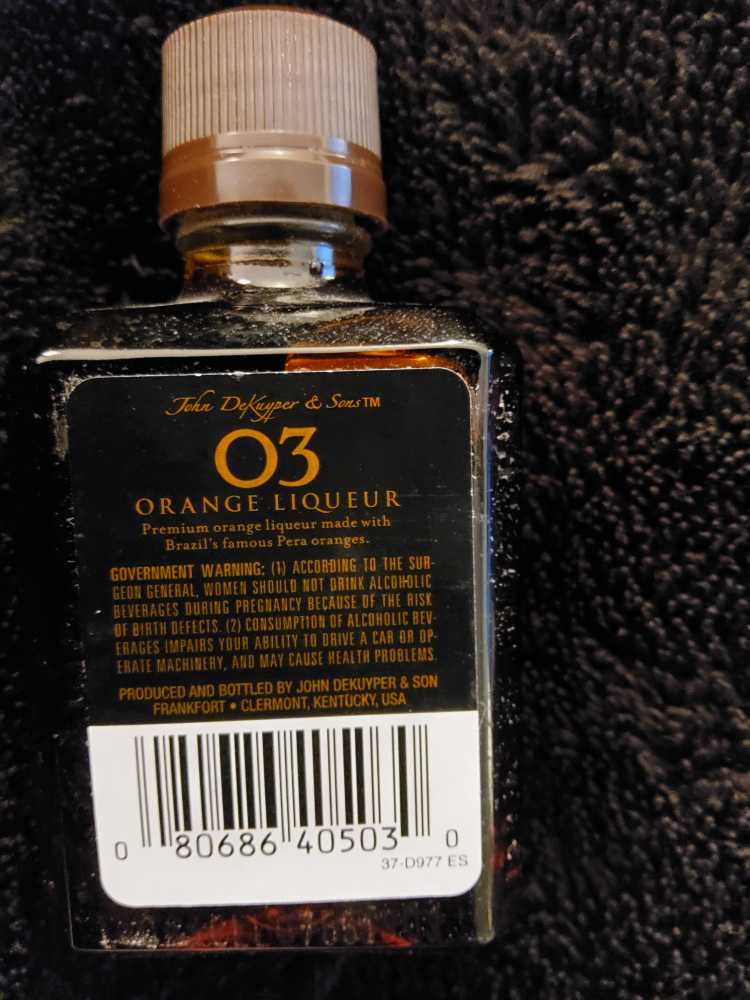 John DeKuyper & Sons™
O3
ORANGE LIQUEUR
Premium orange liqueur made with
Brazil's famous Pera oranges.
GOVERNMENT WARNING: (1) ACCORDING TO THE SUR-
GEON GENERAL, WOMEN SHOULD NOT DRINK ALCOHOLIC
BEVERAGES DURING PREGNANCY BECAUSE OF THE RISK
OF BIRTH DEFECTS. (2) CONSUMPTION OF ALCOHOLIC BEV-
ERAGES IMPAIRS YOUR ABILITY TO DRIVE A CAR OR OP-
ERATE MACHINERY, AND MAY CAUSE HEALTH PROBLEMS.
PRODUCED AND BOTTLED BY JOHN DEKUYPER & SON
FRANKFORT • CLERMONT, KENTUCKY, USA
0 80686 40503 0
37-D977 ES